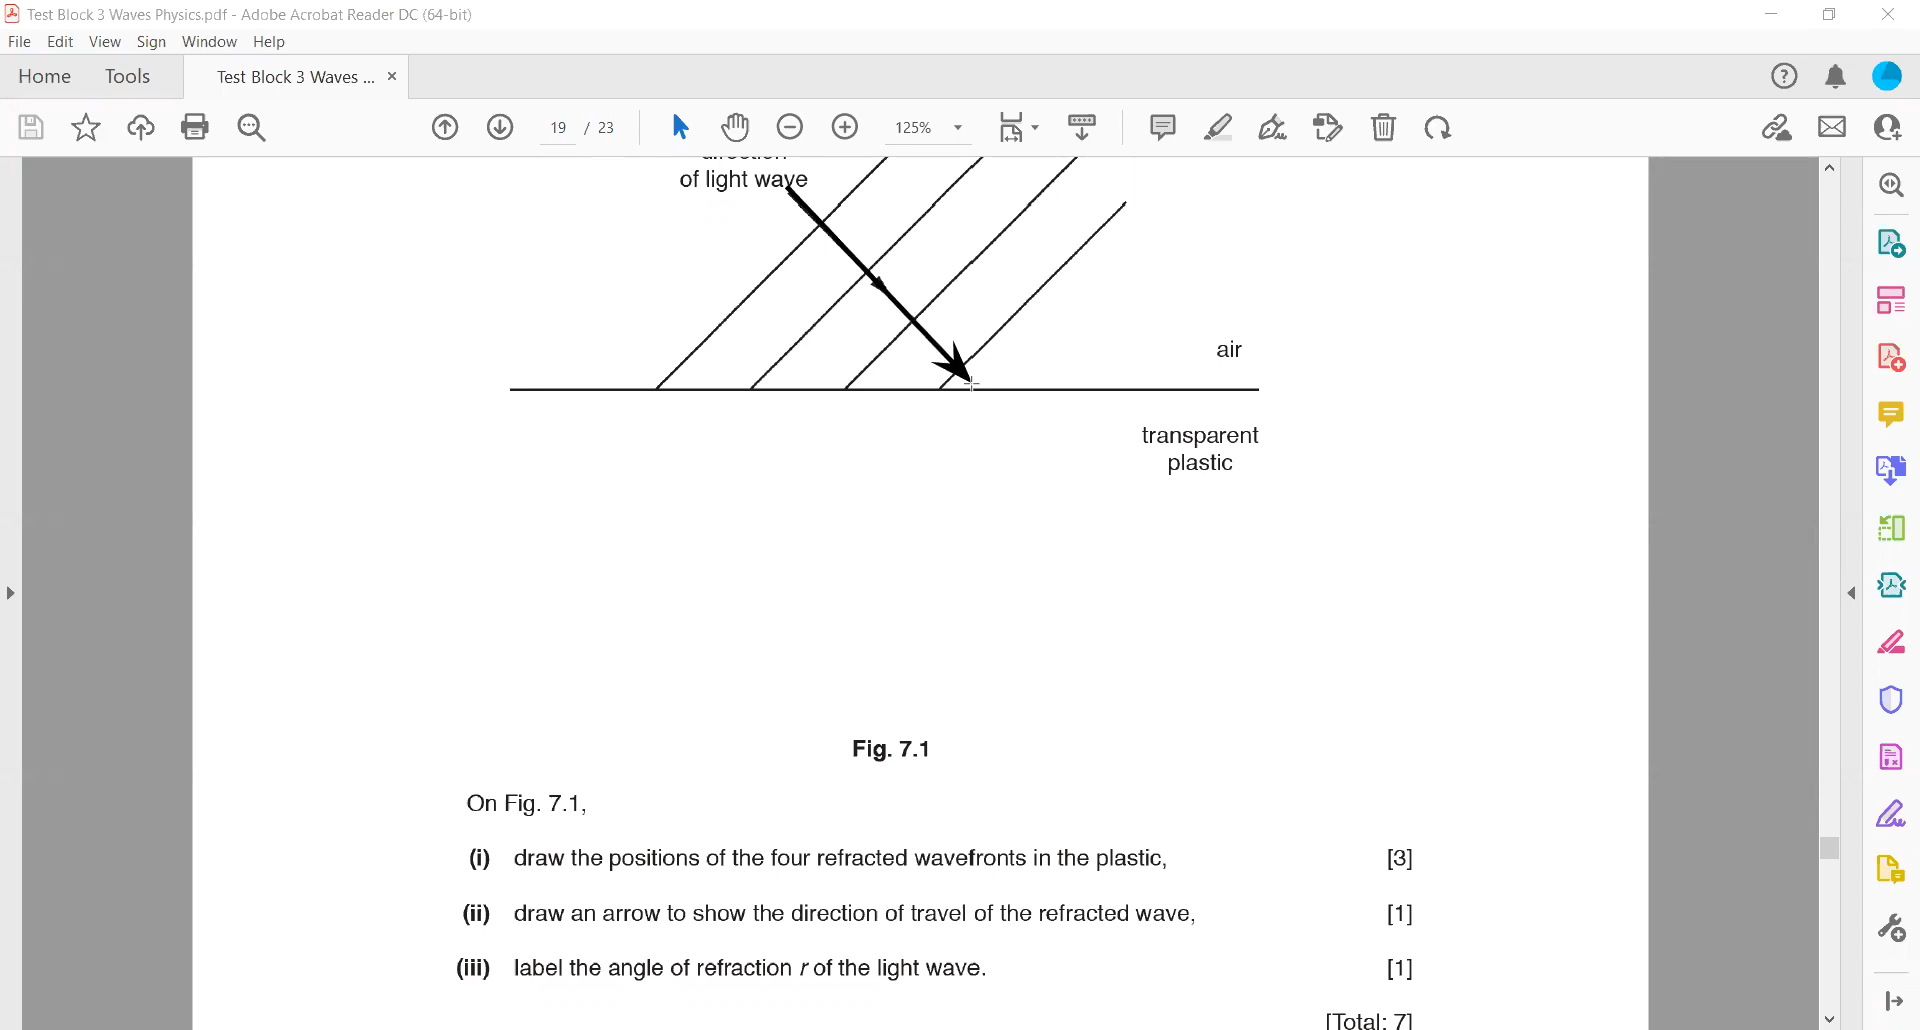 Test Block 3 Waves Physics.pdf - Adobe Acrobat Reader DC (64-bit)
File Edit View Sign Window Help
Home Tools Test Block 3 Waves ... ×
19 / 23 125%
direction
of light wave
air
transparent
plastic
Fig. 7.1
On Fig. 7.1,
(i) draw the positions of the four refracted wavefronts in the plastic, [3]
(ii) draw an arrow to show the direction of travel of the refracted wave, [1]
(iii) label the angle of refraction r of the light wave. [1]
[Total: 7]